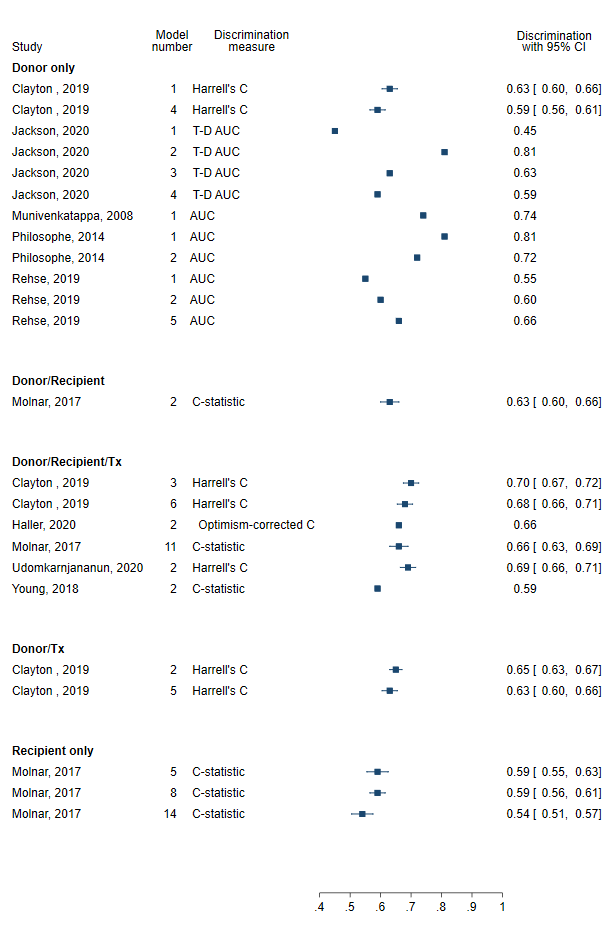 Study Model number Discrimination measure Discrimination with 95% CI
Donor only
Clayton , 2019 1 Harrell's C 0.63 [ 0.60, 0.66]
Clayton , 2019 4 Harrell's C 0.59 [ 0.56, 0.61]
Jackson, 2020 1 T-D AUC 0.45
Jackson, 2020 2 T-D AUC 0.81
Jackson, 2020 3 T-D AUC 0.63
Jackson, 2020 4 T-D AUC 0.59
Munivenkatappa, 2008 1 AUC 0.74
Philosophe, 2014 1 AUC 0.81
Philosophe, 2014 2 AUC 0.72
Rehse, 2019 1 AUC 0.55
Rehse, 2019 2 AUC 0.60
Rehse, 2019 5 AUC 0.66
Donor/Recipient
Molnar, 2017 2 C-statistic 0.63 [ 0.60, 0.66]
Donor/Recipient/Tx
Clayton , 2019 3 Harrell's C 0.70 [ 0.67, 0.72]
Clayton , 2019 6 Harrell's C 0.68 [ 0.66, 0.71]
Haller, 2020 2 Optimism-corrected C 0.66
Molnar, 2017 11 C-statistic 0.66 [ 0.63, 0.69]
Udomkarnjananun, 2020 2 Harrell's C 0.69 [ 0.66, 0.71]
Young, 2018 2 C-statistic 0.59
Donor/Tx
Clayton , 2019 2 Harrell's C 0.65 [ 0.63, 0.67]
Clayton , 2019 5 Harrell's C 0.63 [ 0.60, 0.66]
Recipient only
Molnar, 2017 5 C-statistic 0.59 [ 0.55, 0.63]
Molnar, 2017 8 C-statistic 0.59 [ 0.56, 0.61]
Molnar, 2017 14 C-statistic 0.54 [ 0.51, 0.57]
.4 .5 .6 .7 .8 .9 1